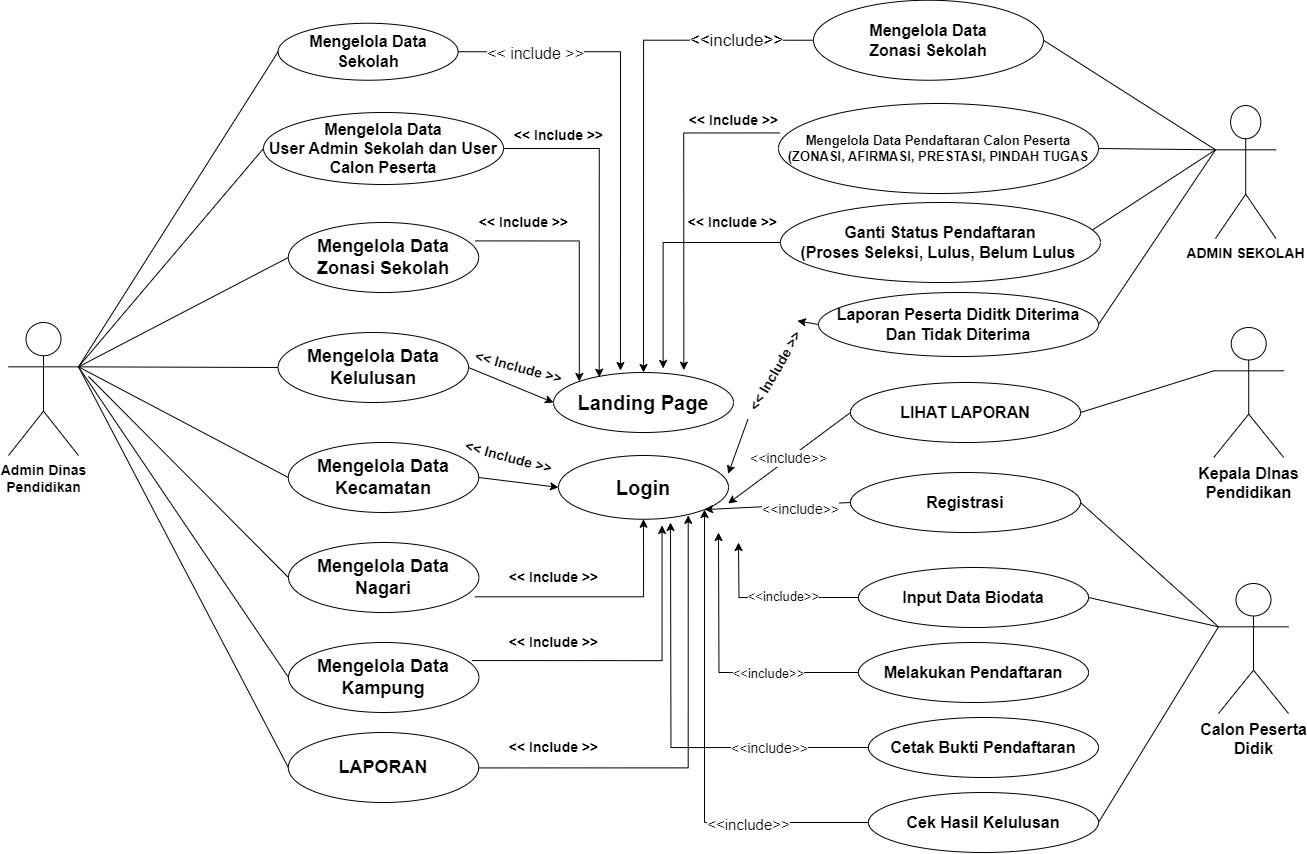 Mengelola Data
Sekolah
<< include >>
<<include>>
Mengelola Data
Zonasi Sekolah
Mengelola Data
User Admin Sekolah dan User
Calon Peserta
<< Include >>
<< Include >>
Mengelola Data Pendaftaran Calon Peserta
(ZONASI, AFIRMASI, PRESTASI, PINDAH TUGAS
ADMIN SEKOLAH
Mengelola Data
Zonasi Sekolah
<< Include >>
<< Include >>
Ganti Status Pendaftaran
(Proses Seleksi, Lulus, Belum Lulus
Laporan Peserta Diditk Diterima
Dan Tidak Diterima
<< Include >>
Mengelola Data
Kelulusan
<< Include >>
Landing Page
LIHAT LAPORAN
<<include>>
Kepala DInas
Pendidikan
Admin Dinas
Pendidikan
Mengelola Data
Kecamatan
<< Include >>
Login
<<include>>
Registrasi
Mengelola Data
Nagari
<< Include >>
<<include>>
Input Data Biodata
Mengelola Data
Kampung
<< Include >>
<<include>>
Melakukan Pendaftaran
Calon Peserta
Didik
LAPORAN
<< Include >>
<<include>>
Cetak Bukti Pendaftaran
<<include>>
Cek Hasil Kelulusan